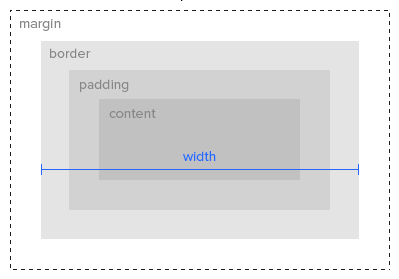 margin
border
padding
content
width